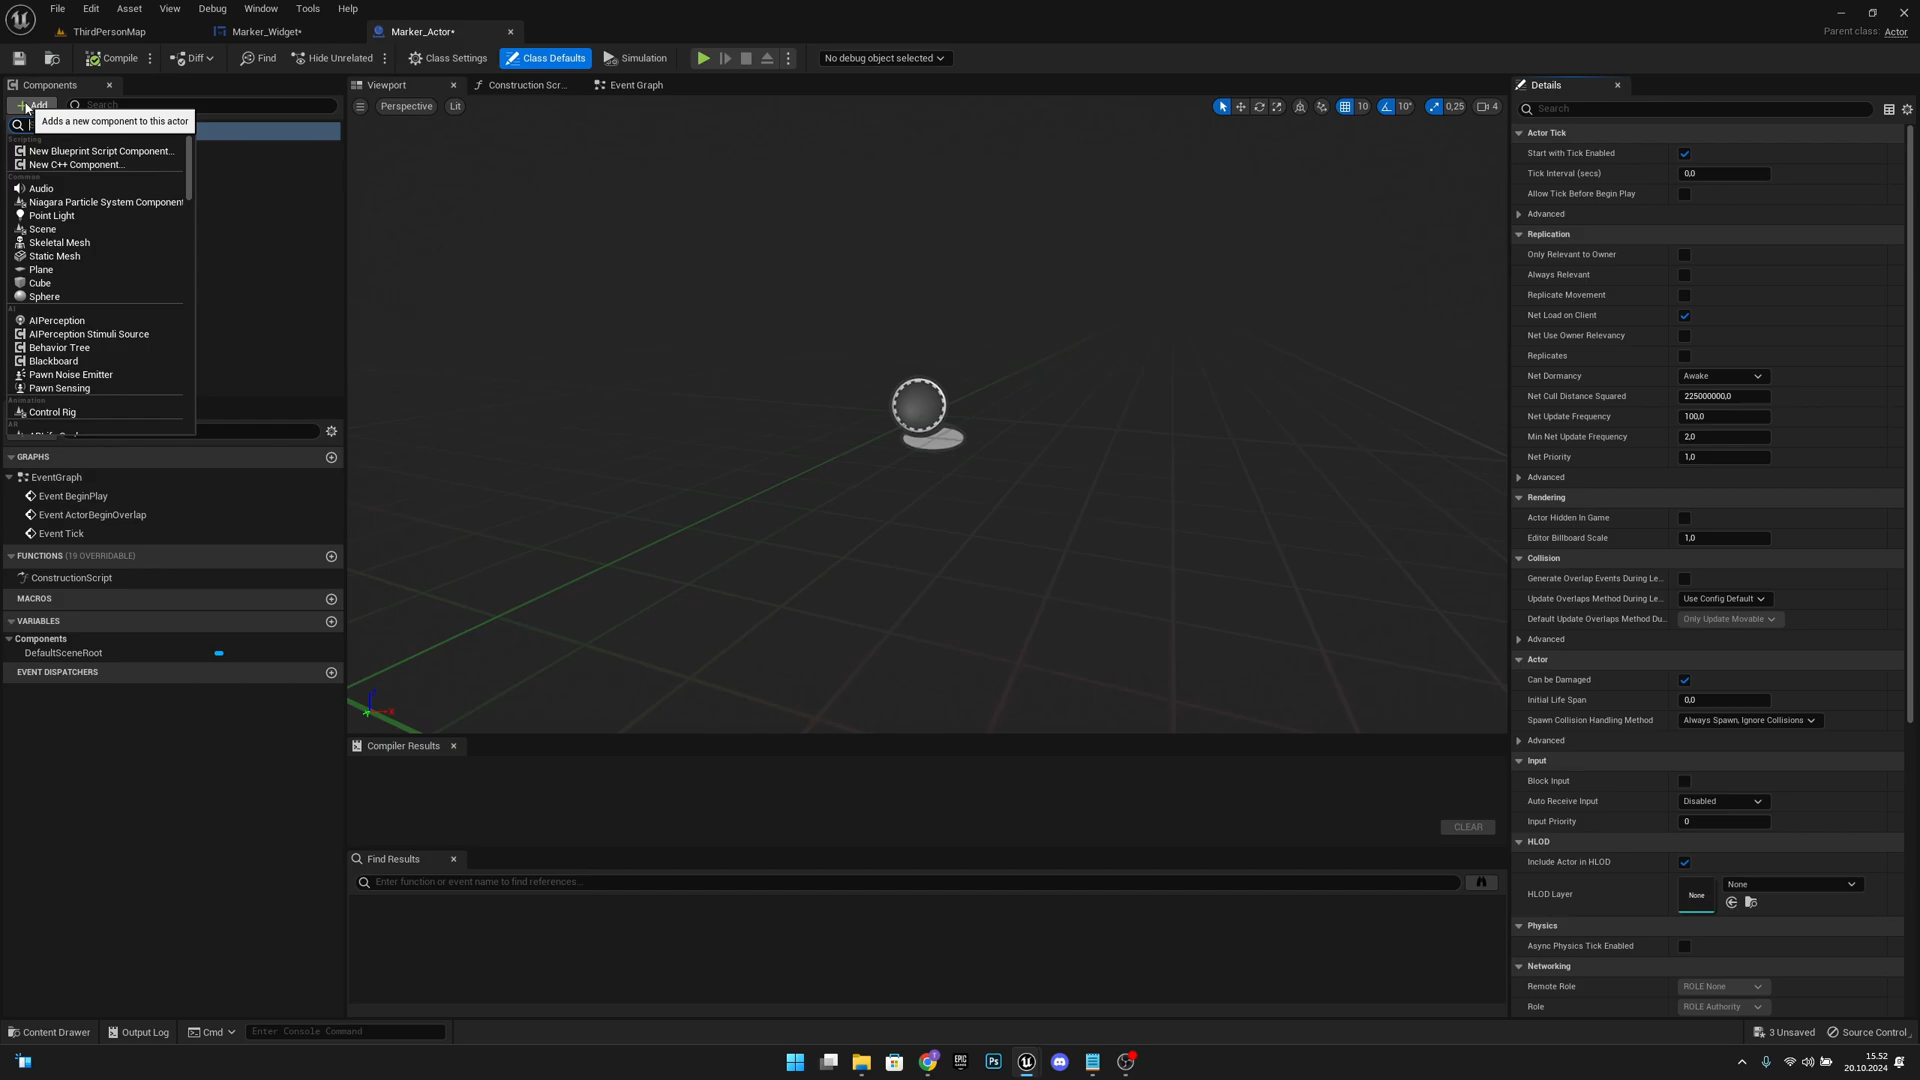 File Edit Asset View Debug Window Tools Help
ThirdPersonMap
Marker_Widget*
Marker_Actor*
Parent class: Actor
Compile
Diff
Find
Hide Unrelated
Class Settings
Class Defaults
Simulation
No debug object selected
Components
Add
Search
Adds a new component to this actor
Scripting
New Blueprint Script Component...
New C++ Component...
Common
Audio
Niagara Particle System Component
Point Light
Scene
Skeletal Mesh
Static Mesh
Plane
Cube
Sphere
AI
AIPerception
AIPerception Stimuli Source
Behavior Tree
Blackboard
Pawn Noise Emitter
Pawn Sensing
Animation
Control Rig
AR
GRAPHS
EventGraph
Event BeginPlay
Event ActorBeginOverlap
Event Tick
FUNCTIONS (19 OVERRIDABLE)
ConstructionScript
MACROS
VARIABLES
Components
DefaultSceneRoot
EVENT DISPATCHERS
Viewport
Construction Scr...
Event Graph
Perspective
Lit
10
10°
0,25
4
Z
X
Compiler Results
CLEAR
Find Results
Enter function or event name to find references...
Details
Search
Actor Tick
Start with Tick Enabled
Tick Interval (secs) 0,0
Allow Tick Before Begin Play
Advanced
Replication
Only Relevant to Owner
Always Relevant
Replicate Movement
Net Load on Client
Net Use Owner Relevancy
Replicates
Net Dormancy Awake
Net Cull Distance Squared 225000000,0
Net Update Frequency 100,0
Min Net Update Frequency 2,0
Net Priority 1,0
Advanced
Rendering
Actor Hidden In Game
Editor Billboard Scale 1,0
Collision
Generate Overlap Events During Le...
Update Overlaps Method During Le... Use Config Default
Default Update Overlaps Method Du... Only Update Movable
Advanced
Actor
Can be Damaged
Initial Life Span 0,0
Spawn Collision Handling Method Always Spawn, Ignore Collisions
Advanced
Input
Block Input
Auto Receive Input Disabled
Input Priority 0
HLOD
Include Actor in HLOD
HLOD Layer None None
Physics
Async Physics Tick Enabled
Networking
Remote Role ROLE None
Role ROLE Authority
Content Drawer
Output Log
Cmd
Enter Console Command
3 Unsaved
Source Control
EPIC GAMES
Ps
15.52
20.10.2024